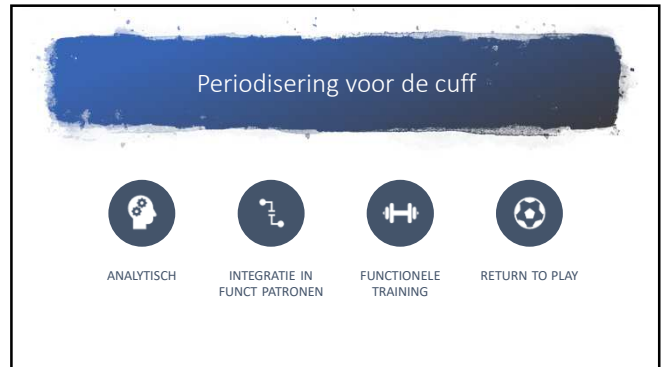 Periodisering voor de cuff
ANALYTISCH
INTEGRATIE IN
FUNCT PATRONEN
FUNCTIONELE
TRAINING
RETURN TO PLAY